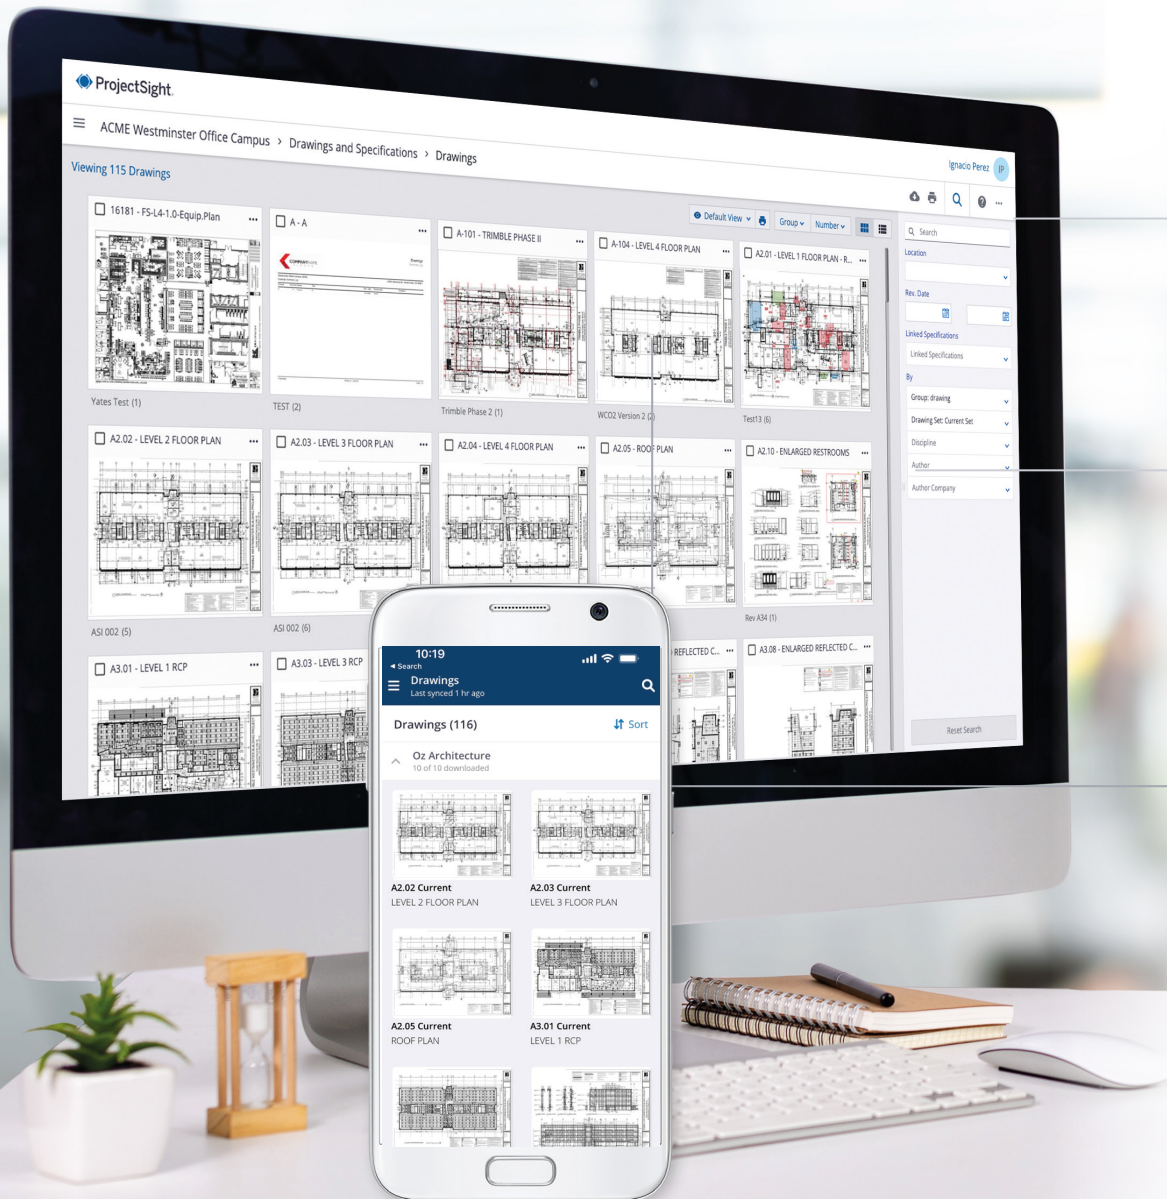 ProjectSight
ACME Westminster Office Campus > Drawings and Specifications > Drawings
Ignacio Perez IP
Viewing 115 Drawings
Default View
Group
Number
Search
Location
Rev. Date
Linked Specifications
Linked Specifications
By
Group: drawing
Drawing Set: Current Set
Discipline
Author
Author Company
Reset Search
16181 - FS-L4-1.0-Equip.Plan
A - A
A-101 - TRIMBLE PHASE II
A-104 - LEVEL 4 FLOOR PLAN
A2.01 - LEVEL 1 FLOOR PLAN - R...
Drawings
Yates Test (1)
TEST (2)
Trimble Phase 2 (1)
WCO2 Version 2 (2)
Test13 (6)
A2.02 - LEVEL 2 FLOOR PLAN
A2.03 - LEVEL 3 FLOOR PLAN
A2.04 - LEVEL 4 FLOOR PLAN
A2.05 - ROOF PLAN
A2.10 - ENLARGED RESTROOMS
ASI 002 (5)
ASI 002 (6)
Rev A34 (1)
A3.01 - LEVEL 1 RCP
A3.03 - LEVEL 3 RCP
REFLECTED C...
A3.08 - ENLARGED REFLECTED C...
10:19
Search
Drawings
Last synced 1 hr ago
Drawings (116)
Sort
Oz Architecture
10 of 10 downloaded
A2.02 Current
LEVEL 2 FLOOR PLAN
A2.03 Current
LEVEL 3 FLOOR PLAN
A2.05 Current
ROOF PLAN
A3.01 Current
LEVEL 1 RCP